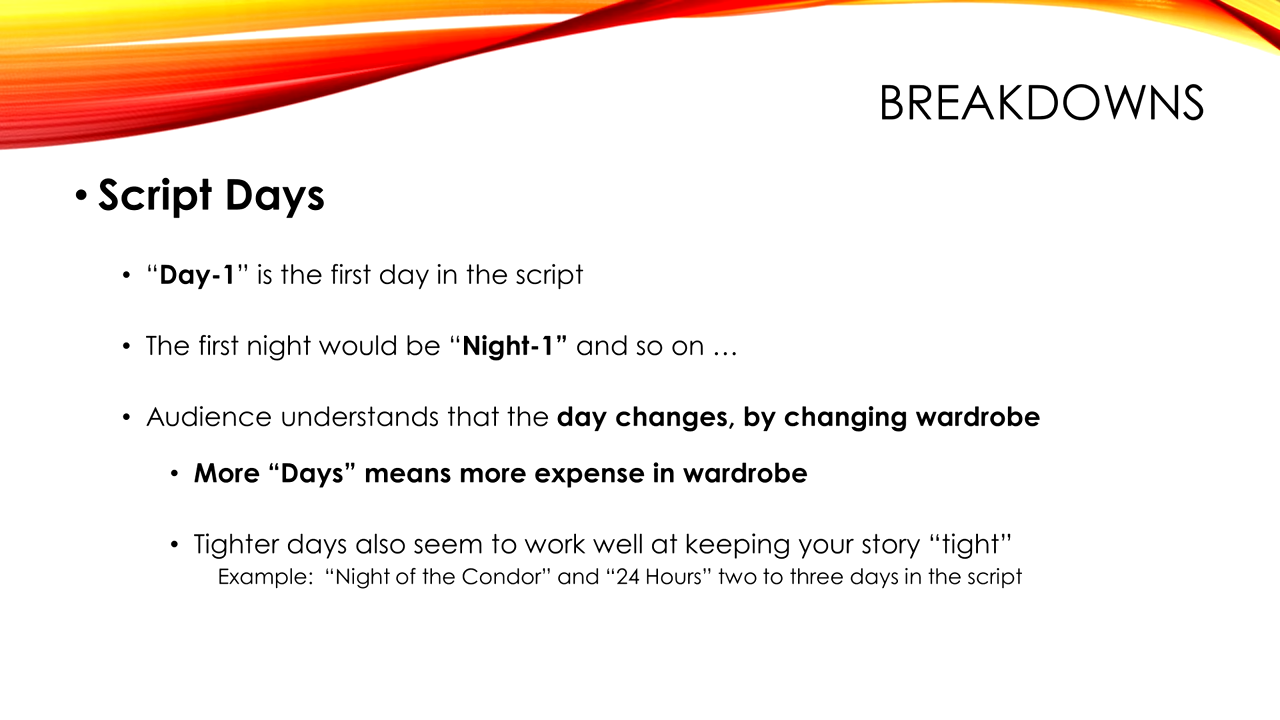 BREAKDOWNS
• Script Days
• “Day-1” is the first day in the script
• The first night would be “Night-1” and so on …
• Audience understands that the day changes, by changing wardrobe
• More “Days” means more expense in wardrobe
• Tighter days also seem to work well at keeping your story “tight”
Example: “Night of the Condor” and “24 Hours” two to three days in the script